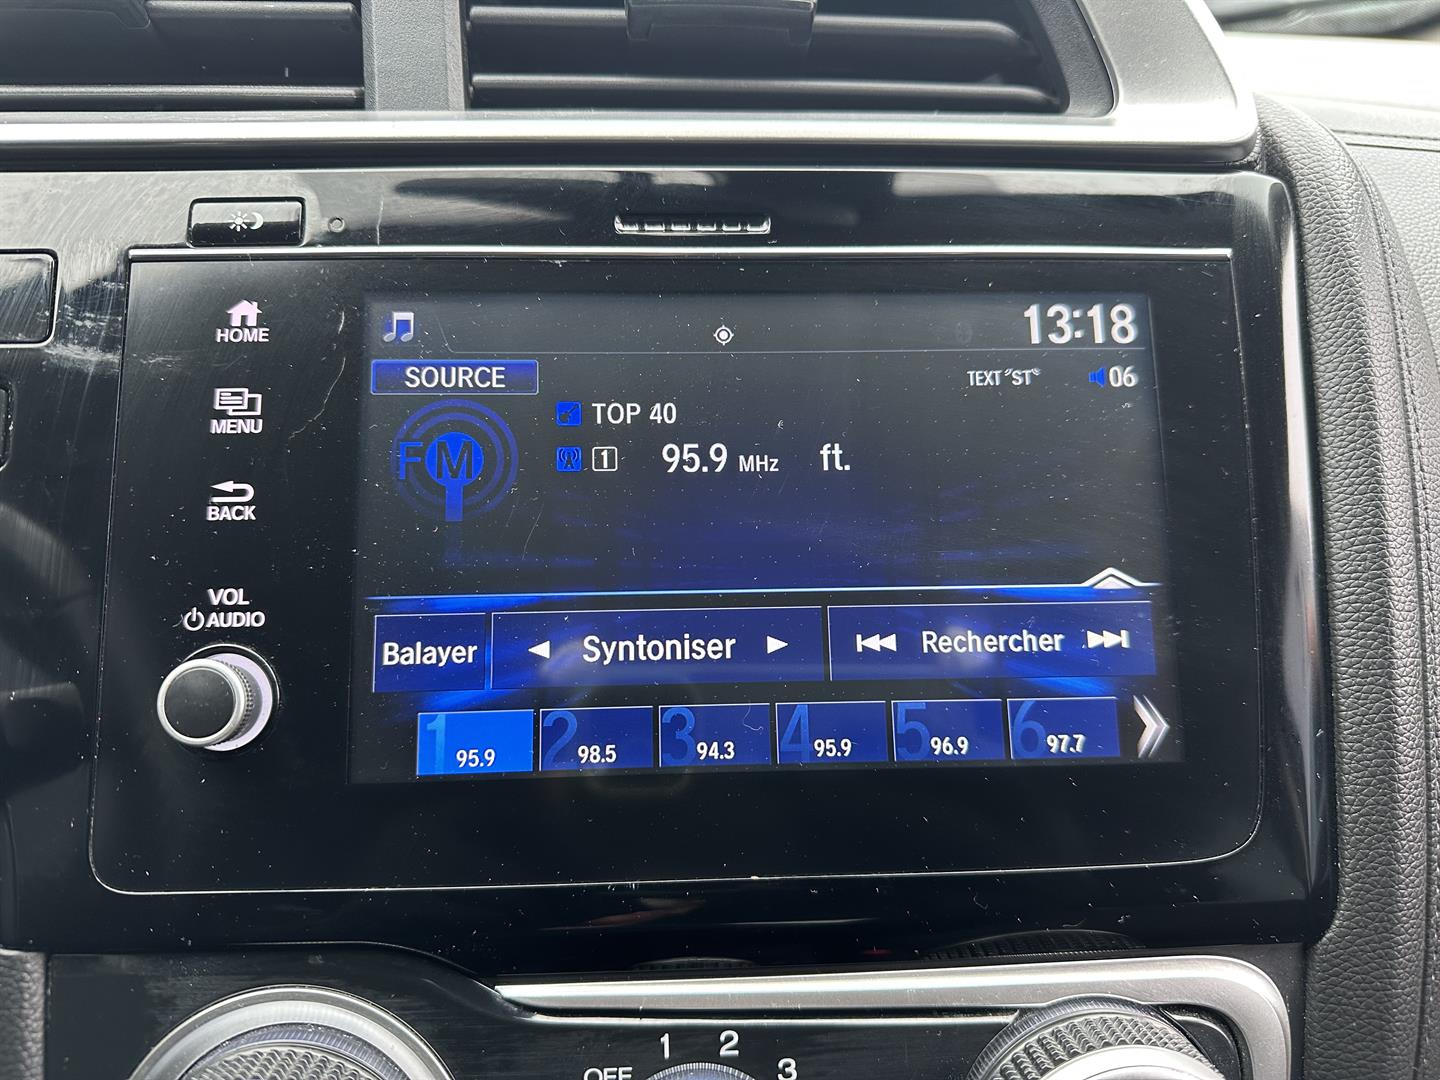 HOME
MENU
BACK
VOL
AUDIO
13:18
SOURCE
TEXT "ST"
06
FM
TOP 40
1 95.9 MHz ft.
Balayer Syntoniser Rechercher
1 95.9 2 98.5 3 94.3 4 95.9 5 96.9 6 97.7
OFF 1 2 3